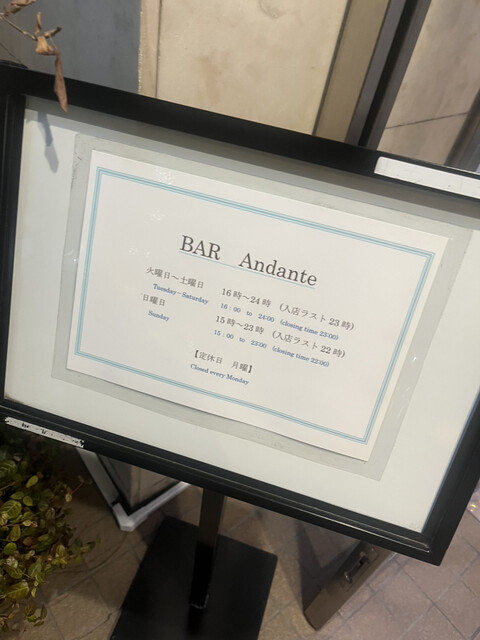 BAR Andante
火曜日~土曜日 16時~24時 (入店ラスト23時)
Tuesday~Saturday 16:00 to 24:00 (closing time 23:00)
日曜日 15時~23時 (入店ラスト22時)
Sunday 15:00 to 23:00 (closing time 22:00)
【定休日 月曜】
Closed every Monday